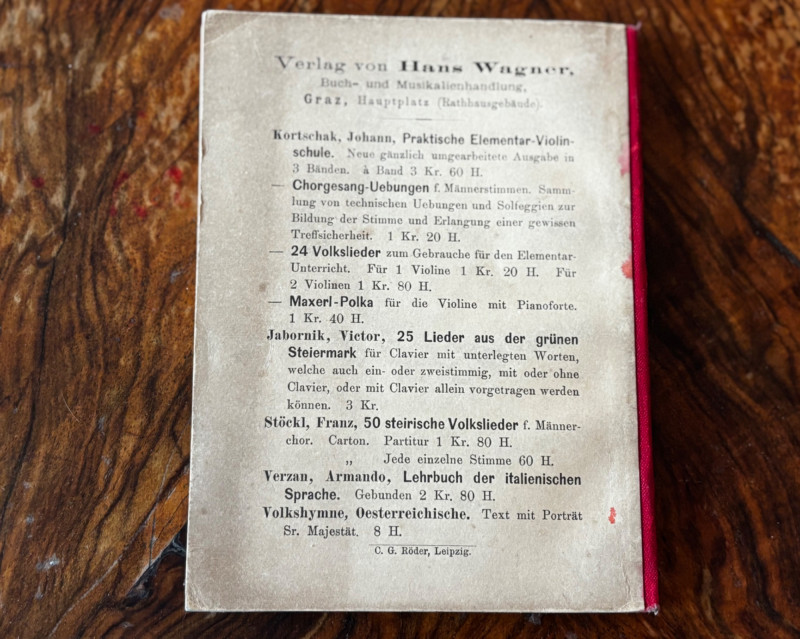 Verlag von Hans Wagner,
Buch- und Musikalienhandlung,
Graz, Hauptplatz (Rathhausgebäude).
Kortschak, Johann, Praktische Elementar-Violin-
schule. Neue gänzlich umgearbeitete Ausgabe in
3 Bänden. à Band 3 Kr. 60 H.
— Chorgesang-Uebungen f. Männerstimmen. Samm-
lung von technischen Uebungen und Solfeggien zur
Bildung der Stimme und Erlangung einer gewissen
Treffsicherheit. 1 Kr. 20 H.
— 24 Volkslieder zum Gebrauche für den Elementar-
Unterricht. Für 1 Violine 1 Kr. 20 H. Für
2 Violinen 1 Kr. 80 H.
— Maxerl-Polka für die Violine mit Pianoforte.
1 Kr. 40 H.
Jabornik, Victor, 25 Lieder aus der grünen
Steiermark für Clavier mit unterlegten Worten,
welche auch ein- oder zweistimmig, mit oder ohne
Clavier, oder mit Clavier allein vorgetragen werden
können. 3 Kr.
Stöckl, Franz, 50 steirische Volkslieder f. Männer-
chor. Carton. Partitur 1 Kr. 80 H.
„ Jede einzelne Stimme 60 H.
Verzan, Armando, Lehrbuch der italienischen
Sprache. Gebunden 2 Kr. 80 H.
Volkshymne, Oesterreichische. Text mit Porträt
Sr. Majestät. 8 H.
C. G. Röder, Leipzig.